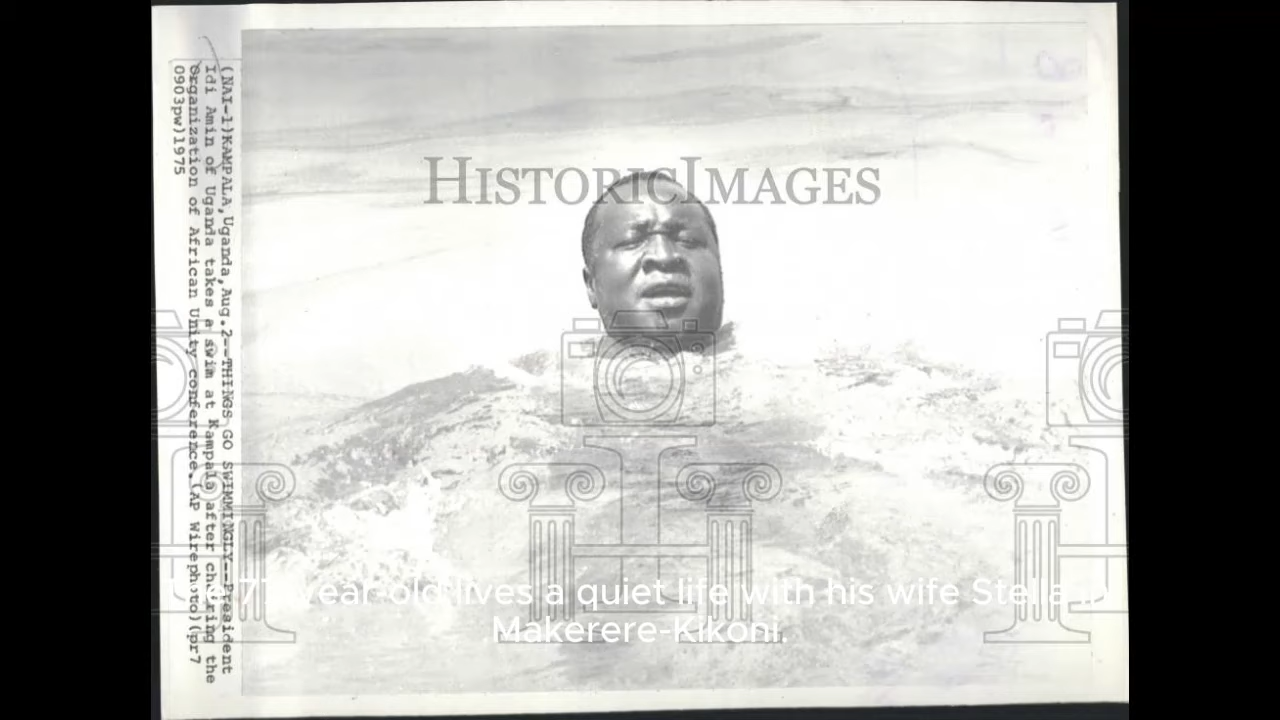 (NAI-1)KAMPALA,Uganda,Aug.2--THINGS GO SWIMMINGLY--President
Idi Amin of Uganda takes a swim at Kampala after chairing the
Organization of African Unity conference.(AP Wirephoto)(pr7
0903pw)1975
HISTORICIMAGES
year-old lives a quiet life with his wife Stella in
Makerere-Kikoni.